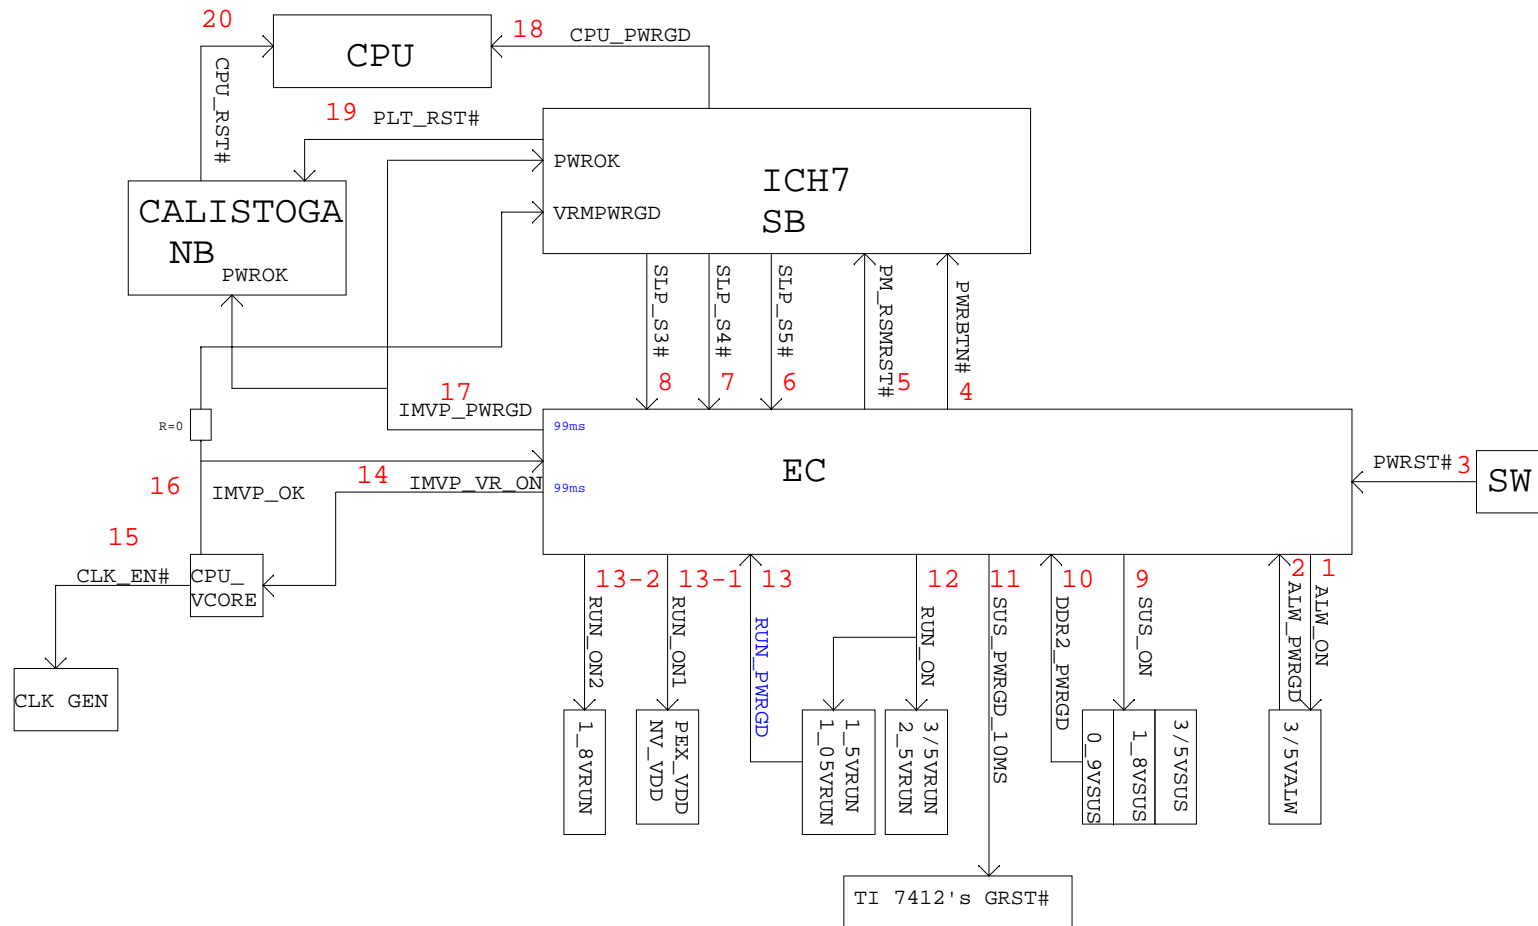 20
18
CPU_PWRGD
CPU
CPU_RST#
19
PLT_RST#
PWROK
ICH7
SB
VRMPWRGD
CALISTOGA
NB
PWROK
SLP_S3#
SLP_S4#
SLP_S5#
PM_RSMRST#
PWRBTN#
8
7
6
5
4
17
IMVP_PWRGD
99ms
R=0
EC
PWRST#
3
SW
16
IMVP_OK
14
IMVP_VR_ON
99ms
15
CLK_EN#
CPU_
VCORE
CLK GEN
13-2
RUN_ON2
13-1
RUN_ON1
13
RUN_PWRGD
12
RUN_ON
11
SUS_PWRGD_10MS
10
DDR2_PWRGD
9
SUS_ON
2
ALW_PWRGD
1
ALW_ON
1_8VRUN
PEX_VDD
NV_VDD
1_5VRUN
1_05VRUN
3/5VRUN
2_5VRUN
0_9VSUS
1_8VSUS
3/5VSUS
3/5VALW
TI 7412's GRST#